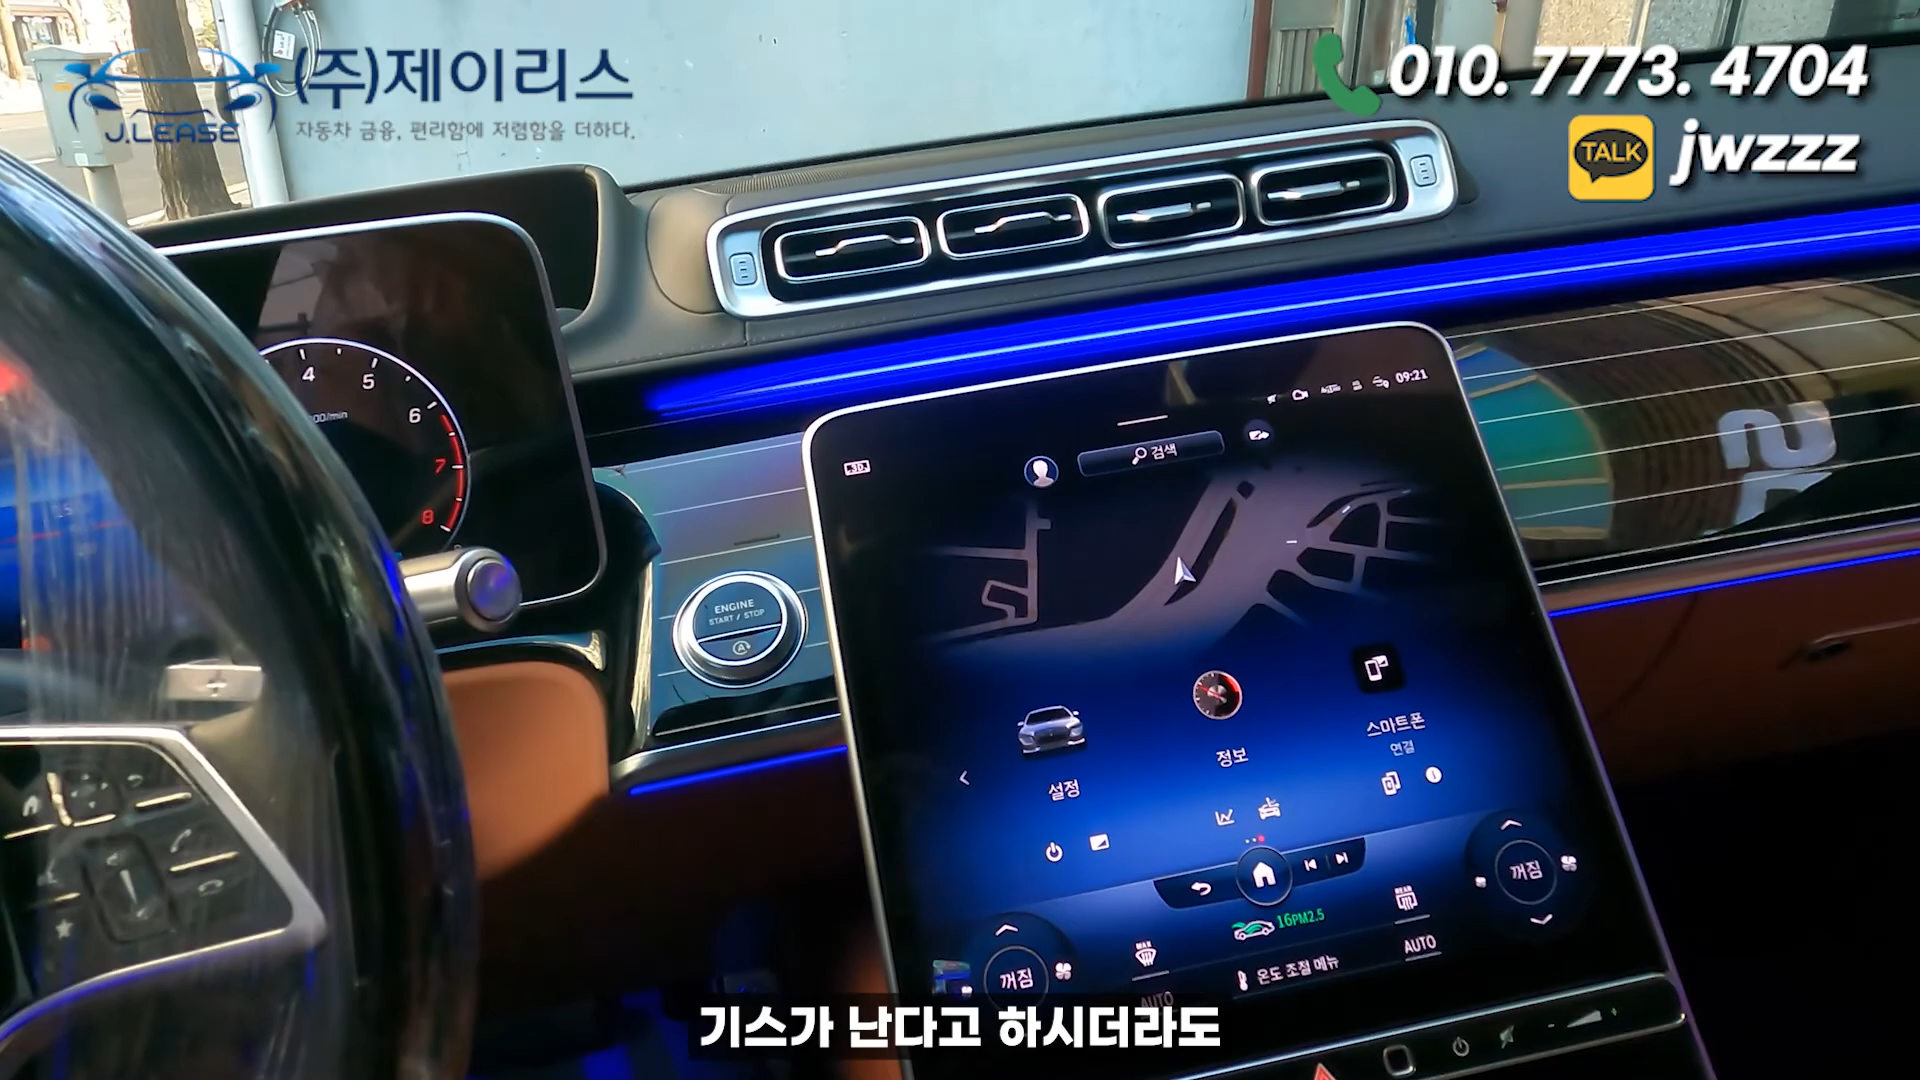 (주)제이리스
J.LEASE
자동차 금융, 편리함에 저렴함을 더하다.
010. 7773. 4704
TALK
jwzzz
09:21
검색
4
5
6
7
8
ENGINE
START / STOP
A
설정
정보
스마트폰
연결
16PM2.5
꺼짐
꺼짐
MAX
REAR
AUTO
AUTO
온도 조절 메뉴
기스가 난다고 하시더라도